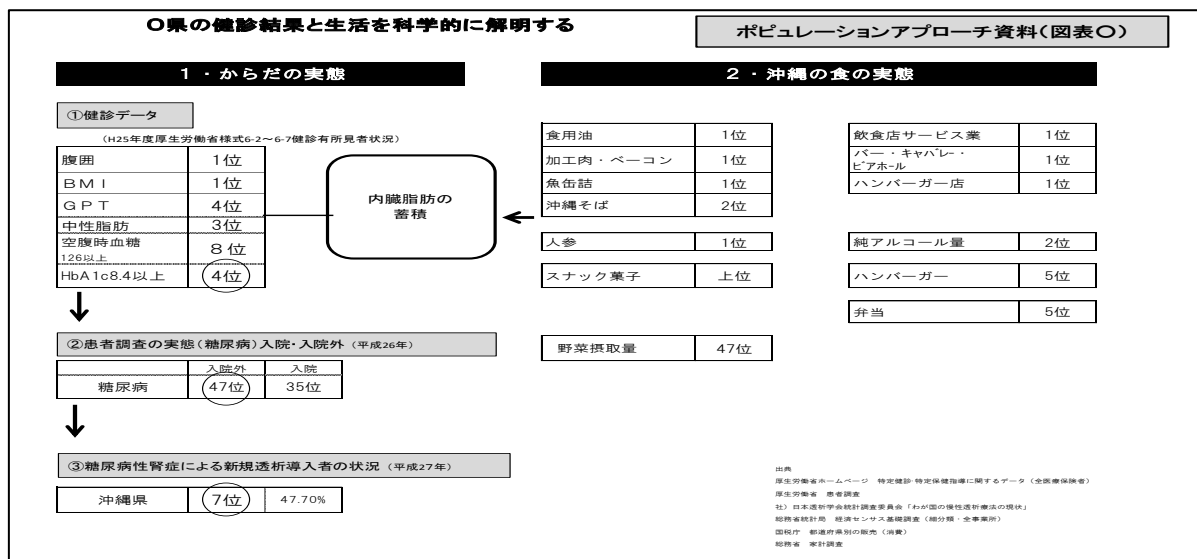 〇県の健診結果と生活を科学的に解明する
ポピュレーションアプローチ資料(図表〇)
1・からだの実態
①健診データ
(H25年度厚生労働省様式6-2～6-7健診有所見者状況)
腹囲 1位
BMI 1位
GPT 4位
中性脂肪 3位
空腹時血糖 8位
126以上
HbA1c8.4以上 4位
内臓脂肪の
蓄積
②患者調査の実態(糖尿病)入院・入院外 (平成26年)
入院外 入院
糖尿病 47位 35位
③糖尿病性腎症による新規透析導入者の状況 (平成27年)
沖縄県 7位 47.70%
2・沖縄の食の実態
食用油 1位
加工肉・ベーコン 1位
魚缶詰 1位
沖縄そば 2位
人参 1位
スナック菓子 上位
野菜摂取量 47位
飲食店サービス業 1位
バー・キャバレー・
ビアホール 1位
ハンバーガー店 1位
純アルコール量 2位
ハンバーガー 5位
弁当 5位
出典
厚生労働省ホームページ 特定健診・特定保健指導に関するデータ (全医療保険者)
厚生労働省 患者調査
社)日本透析学会統計調査委員会「わが国の慢性透析療法の現状」
総務省統計局 経済センサス基礎調査 (細分類・全事業所)
国税庁 都道府県別の販売 (消費)
総務省 家計調査